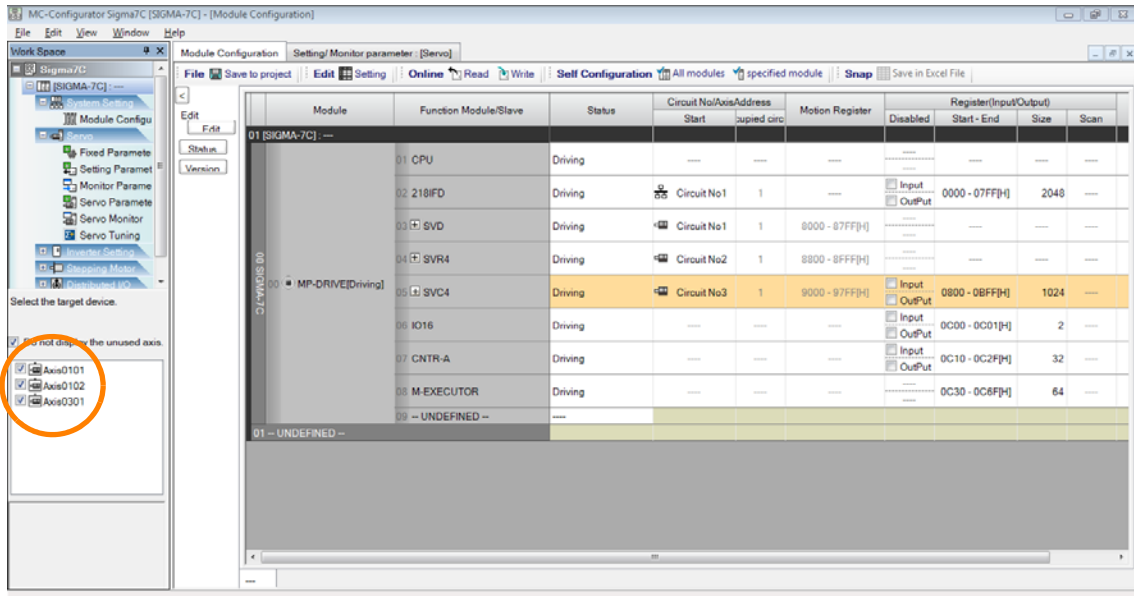 MC-Configurator Sigma7C [SIGMA-7C] - [Module Configuration]
File Edit View Window Help
Work Space
Sigma7C
[SIGMA-7C] : ---
System Setting
Module Configu
Servo
Fixed Paramete
Setting Paramet
Monitor Parame
Servo Paramete
Servo Monitor
Servo Tuning
Inverter Setting
Stepping Motor
Distributed I/O
Select the target device.
Do not display the unused axis.
Axis0101
Axis0102
Axis0301
Module Configuration Setting/ Monitor parameter : [Servo]
File Save to project Edit Setting Online Read Write Self Configuration All modules specified module Snap Save in Excel File
<
Edit
Edit
Status
Version
Module Function Module/Slave Status Circuit No/AxisAddress Motion Register Register(Input/Output)
Start cupied circ Disabled Start - End Size Scan
01 [SIGMA-7C] : ---
00 SIGMA-7C
00 MP-DRIVE[Driving]
01 CPU Driving ---- ---- ---- ---- ---- ---- ---- ----
02 218IFD Driving Circuit No1 1 ---- Input OutPut 0000 - 07FF[H] 2048 ----
03 + SVD Driving Circuit No1 1 8000 - 87FF[H] ---- ---- ---- ---- ----
04 + SVR4 Driving Circuit No2 1 8800 - 8FFF[H] ---- ---- ---- ---- ----
05 + SVC4 Driving Circuit No3 1 9000 - 97FF[H] Input OutPut 0800 - 0BFF[H] 1024 ----
06 IO16 Driving ---- ---- ---- Input OutPut 0C00 - 0C01[H] 2 ----
07 CNTR-A Driving ---- ---- ---- Input OutPut 0C10 - 0C2F[H] 32 ----
08 M-EXECUTOR Driving ---- ---- ---- ---- ---- 0C30 - 0C6F[H] 64 ----
09 -- UNDEFINED -- ----
01 -- UNDEFINED --
---